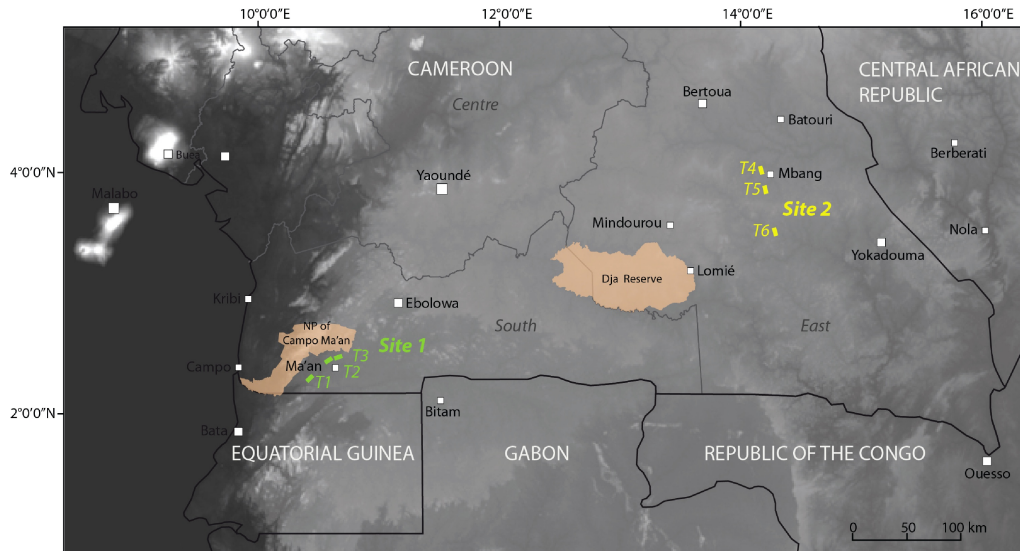 10°0'0"E
12°0'0"E
14°0'0"E
16°0'0"E
CAMEROON
CENTRAL AFRICAN
REPUBLIC
Centre
Bertoua
Batouri
Buea
Berberati
4°0'0"N
Yaoundé
T4
Mbang
T5
Malabo
Site 2
Mindourou
T6
Nola
Yokadouma
Lomié
Dja Reserve
Kribi
Ebolowa
NP of
Campo Ma'an
South
East
Site 1
T3
Campo
Ma'an
T2
T1
2°0'0"N
Bitam
Bata
EQUATORIAL GUINEA
GABON
REPUBLIC OF THE CONGO
Ouesso
0 50 100 km